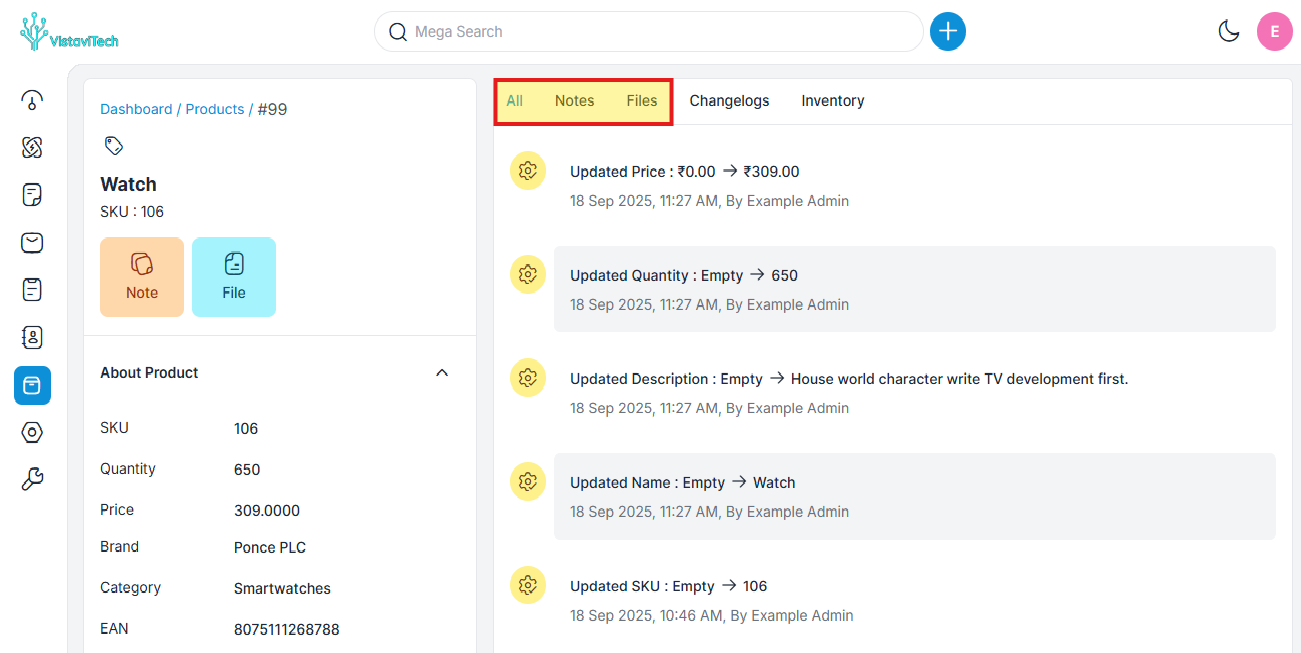 VistaviTech
Mega Search
E
Dashboard / Products / #99
Watch
SKU : 106
Note
File
About Product
SKU 106
Quantity 650
Price 309.0000
Brand Ponce PLC
Category Smartwatches
EAN 8075111268788
All Notes Files Changelogs Inventory
Updated Price : ₹0.00 → ₹309.00
18 Sep 2025, 11:27 AM, By Example Admin
Updated Quantity : Empty → 650
18 Sep 2025, 11:27 AM, By Example Admin
Updated Description : Empty → House world character write TV development first.
18 Sep 2025, 11:27 AM, By Example Admin
Updated Name : Empty → Watch
18 Sep 2025, 11:27 AM, By Example Admin
Updated SKU : Empty → 106
18 Sep 2025, 10:46 AM, By Example Admin